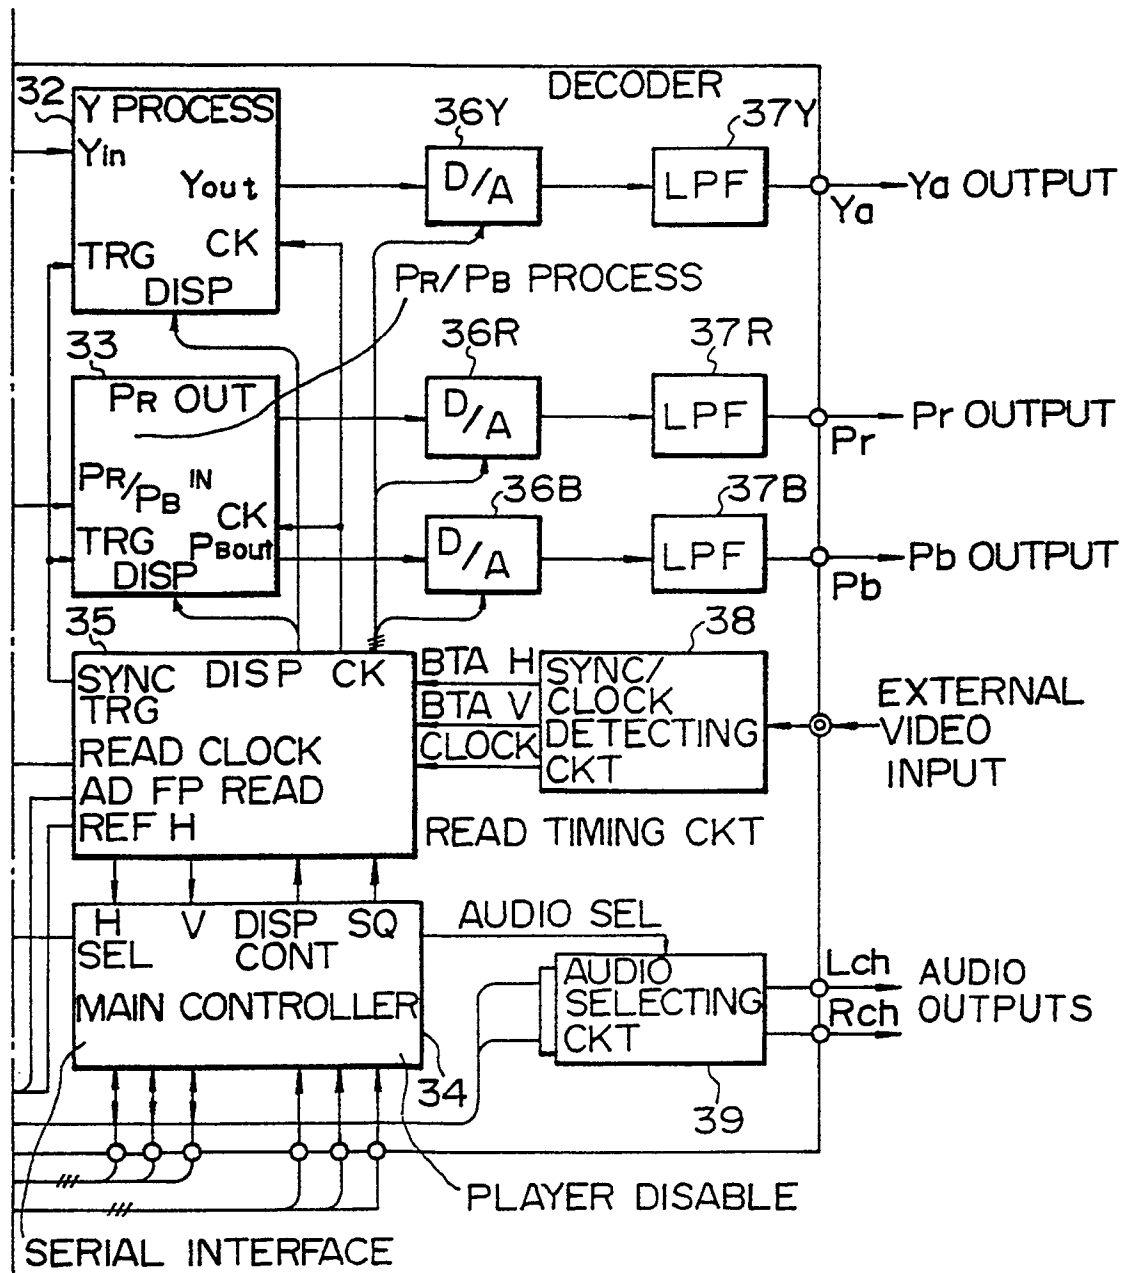 DECODER
32
Y PROCESS
Yin
Yout
CK
TRG
DISP
36Y
D/A
37Y
LPF
Ya
Ya OUTPUT
PR/PB PROCESS
33
PR OUT
PR/PB IN
CK
TRG
PBout
DISP
36R
D/A
37R
LPF
Pr
Pr OUTPUT
36B
D/A
37B
LPF
Pb
Pb OUTPUT
35
SYNC
TRG
DISP
CK
READ CLOCK
AD FP READ
REF H
BTA H
BTA V
CLOCK
38
SYNC/
CLOCK
DETECTING
CKT
EXTERNAL
VIDEO
INPUT
READ TIMING CKT
H
V
DISP
SQ
SEL
CONT
MAIN CONTROLLER
34
AUDIO SEL
AUDIO
SELECTING
CKT
39
Lch
Rch
AUDIO
OUTPUTS
PLAYER DISABLE
SERIAL INTERFACE